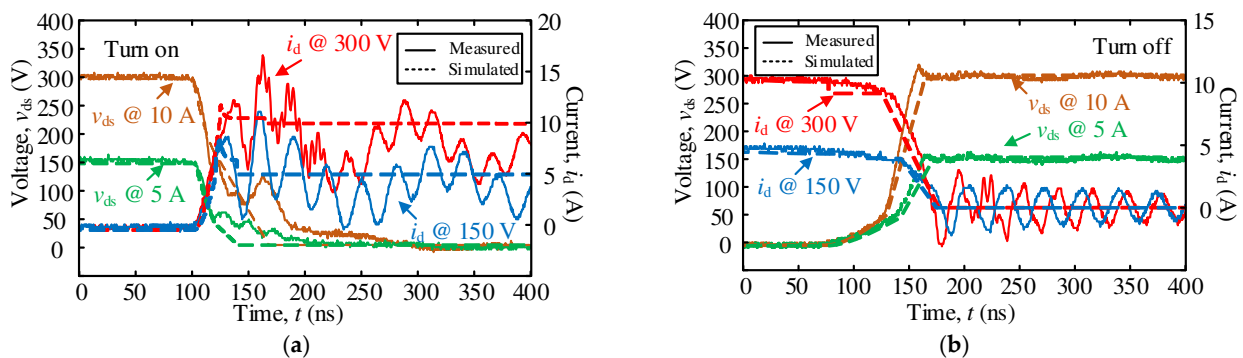 400
350
300
250
200
150
100
50
0
Voltage, vds (V)
Turn on
id @ 300 V
Measured
Simulated
vds @ 10 A
vds @ 5 A
id @ 150 V
20
15
10
5
0
Current, id (A)
0 50 100 150 200 250 300 350 400
Time, t (ns)
(a)
400
350
300
250
200
150
100
50
0
Voltage, vds (V)
Measured
Simulated
Turn off
id @ 300 V
vds @ 10 A
vds @ 5 A
id @ 150 V
15
10
5
0
Current, id (A)
0 50 100 150 200 250 300 350 400
Time, t (ns)
(b)